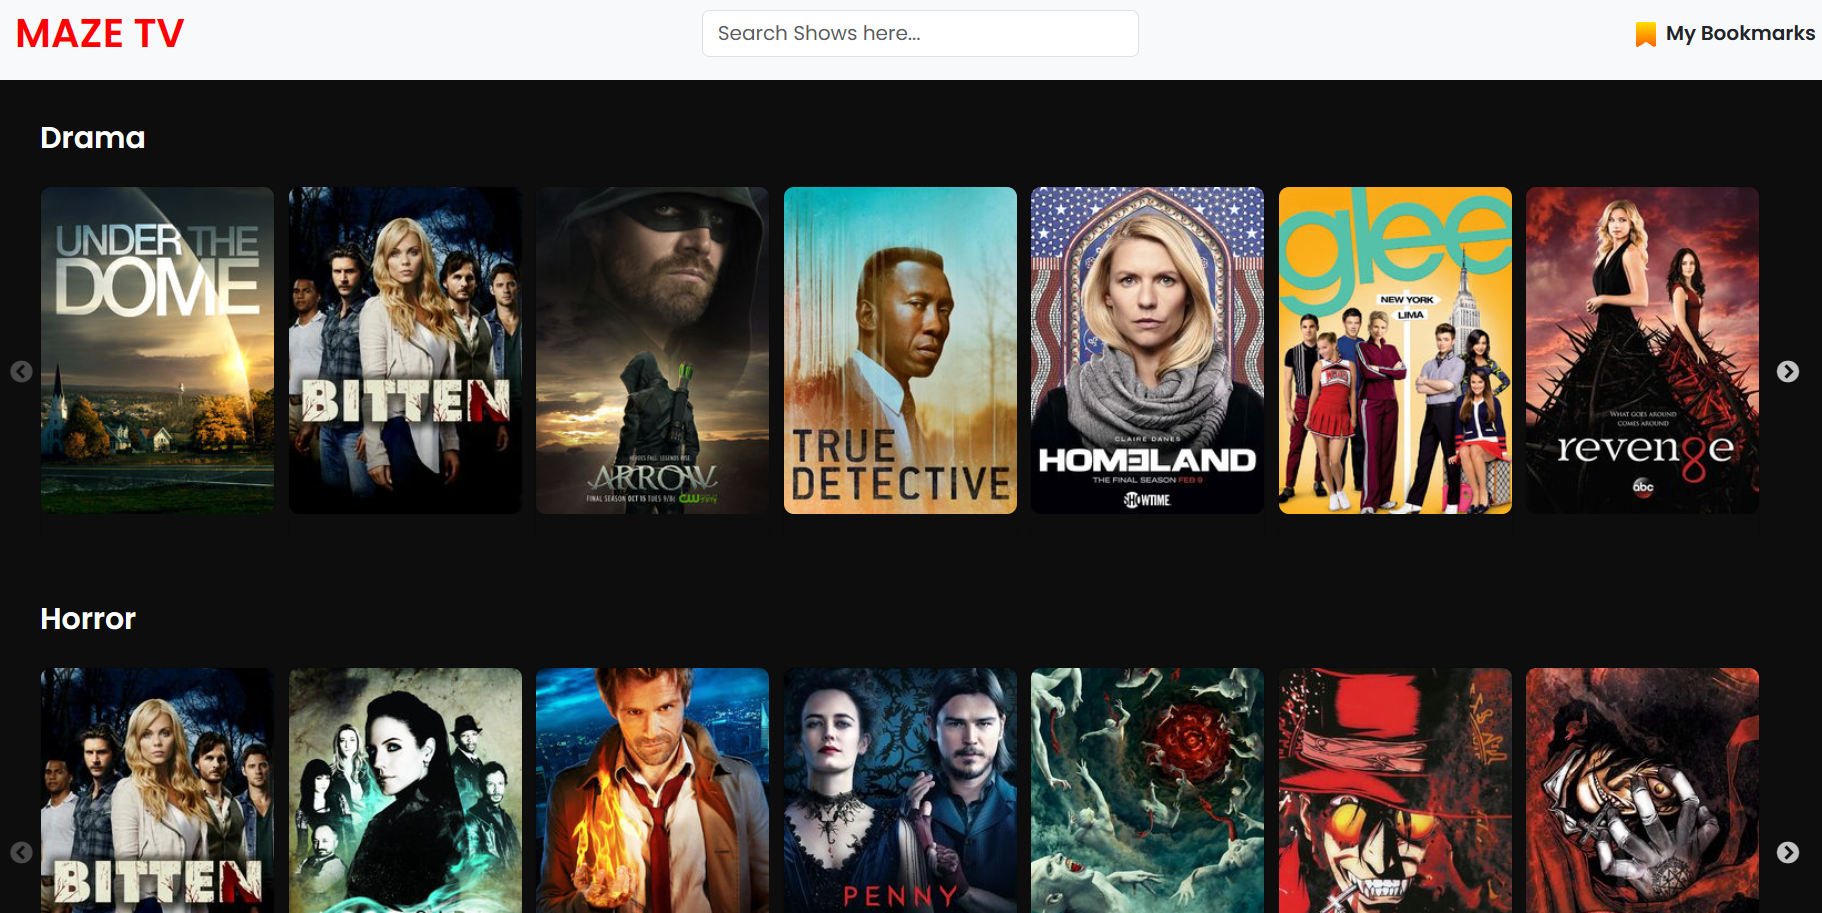 MAZE TV
Search Shows here...
My Bookmarks
Drama
UNDER THE
DOME
BITTEN
HEROES FALL. LEGENDS RISE.
ARROW
FINAL SEASON OCT 15 TUES 9/8c CW
TRUE
DETECTIVE
CLAIRE DANES
HOMELAND
THE FINAL SEASON FEB 9
SHOWTIME
glee
NEW YORK
LIMA
WHAT GOES AROUND
COMES AROUND
revenge
abc
Horror
BITTEN
PENNY